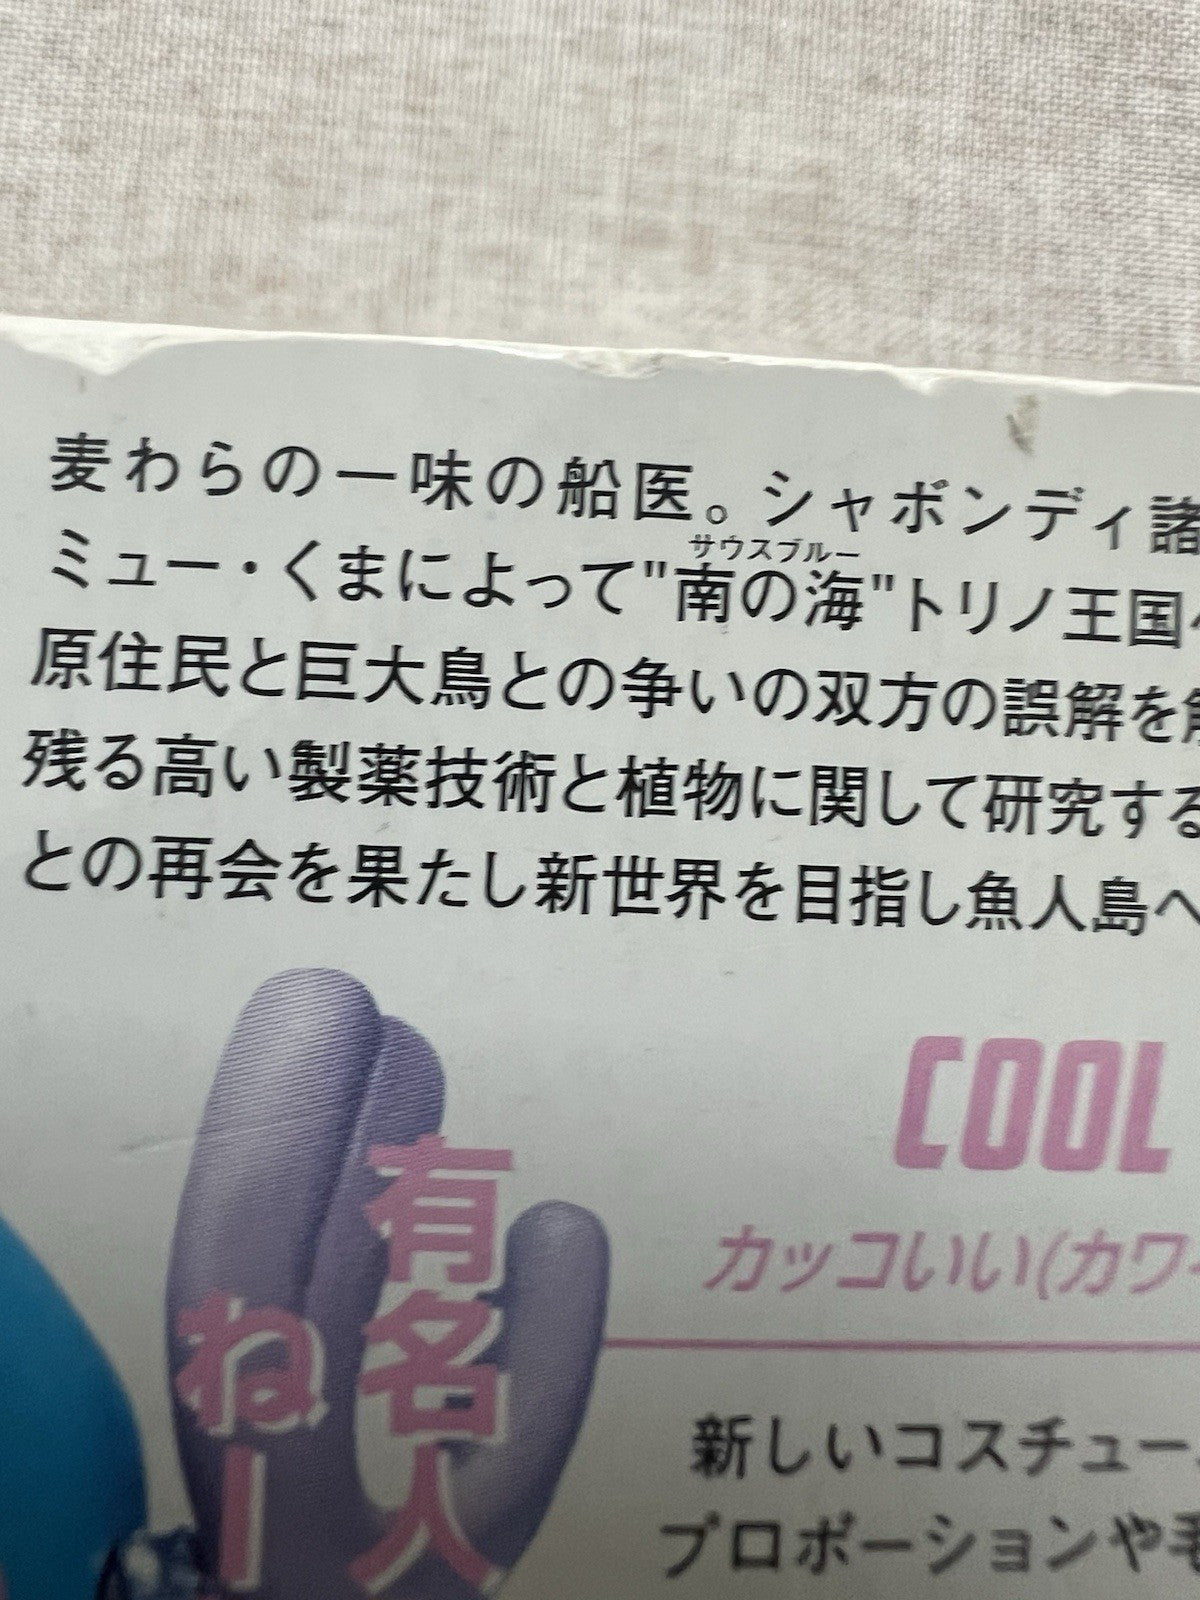 麦わらの一味の船医。シャボンディ諸
サウスブルー
ミュー・くまによって"南の海"トリノ王国
原住民と巨大鳥との争いの双方の誤解を
残る高い製薬技術と植物に関して研究する
との再会を果たし新世界を目指し魚人島へ
COOL
カッコいい(カワ
有名人
ねー
新しいコスチュー
プロポーションや毛